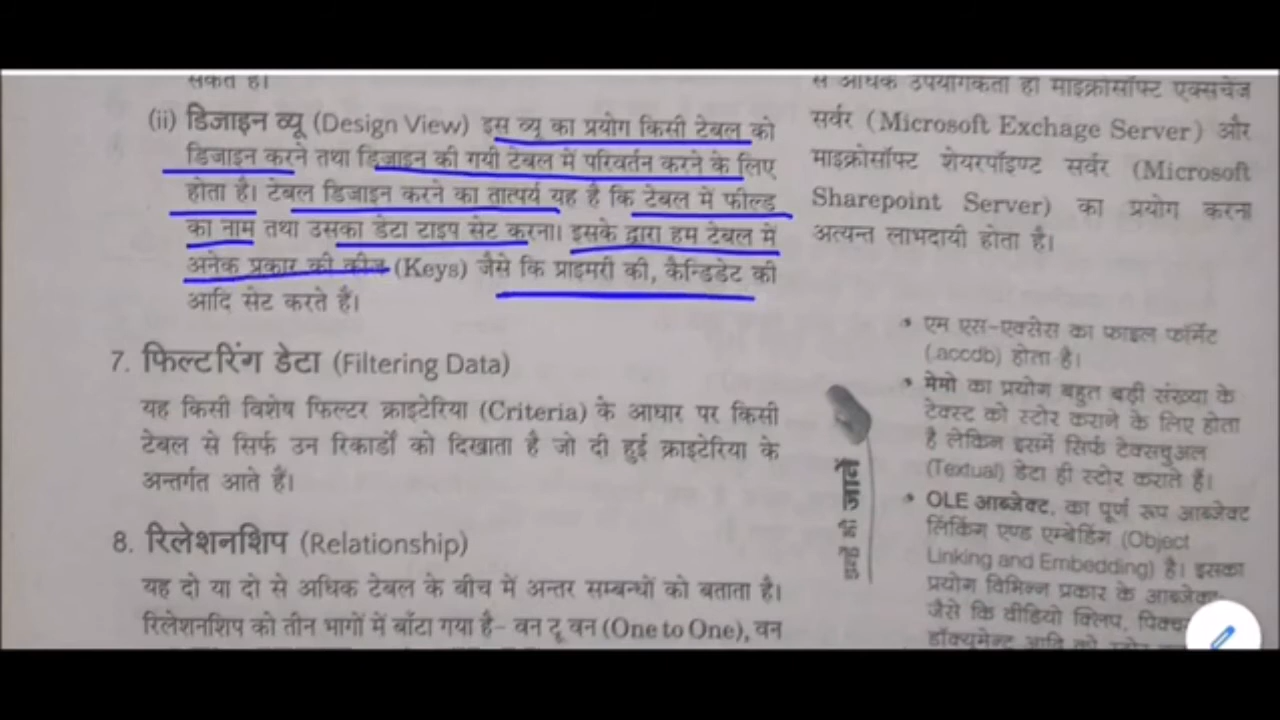 सकते हैं।
(ii) डिजाइन व्यू (Design View) इस व्यू का प्रयोग किसी टेबल को
डिजाइन करने तथा डिजाइन की गयी टेबल में परिवर्तन करने के लिए
होता है। टेबल डिजाइन करने का तात्पर्य यह है कि टेबल में फील्ड
का नाम तथा उसका डेटा टाइप सेट करना। इसके द्वारा हम टेबल में
अनेक प्रकार की कीज (Keys) जैसे कि प्राइमरी की, कैन्डिडेट की
आदि सेट करते हैं।
7. फिल्टरिंग डेटा (Filtering Data)
यह किसी विशेष फिल्टर क्राइटेरिया (Criteria) के आधार पर किसी
टेबल से सिर्फ उन रिकार्डों को दिखाता है जो दी हुई क्राइटेरिया के
अन्तर्गत आते हैं।
8. रिलेशनशिप (Relationship)
यह दो या दो से अधिक टेबल के बीच में अन्तर सम्बन्धों को बताता है।
रिलेशनशिप को तीन भागों में बाँटा गया है- वन टू वन (One to One), वन
से अधिक उपयोगकर्ता हो माइक्रोसॉफ्ट एक्सचेंज
सर्वर (Microsoft Exchage Server) और
माइक्रोसॉफ्ट शेयरपॉइण्ट सर्वर (Microsoft
Sharepoint Server) का प्रयोग करना
अत्यन्त लाभदायी होता है।
इन्हें भी जानें
• एम एस-एक्सेस का फाइल फॉर्मेट
(.accdb) होता है।
• मेमो का प्रयोग बहुत बड़ी संख्या के
टेक्स्ट को स्टोर कराने के लिए होता
है लेकिन इसमें सिर्फ टेक्सचुअल
(Textual) डेटा ही स्टोर कराते हैं।
• OLE आब्जेक्ट, का पूर्ण रूप आब्जेक्ट
लिंकिंग एण्ड एम्बेडिंग (Object
Linking and Embedding) है। इसका
प्रयोग विभिन्न प्रकार के
जैसे कि वीडियो क्लिप,
डॉक्यूमेन्ट आदि को स्टोर